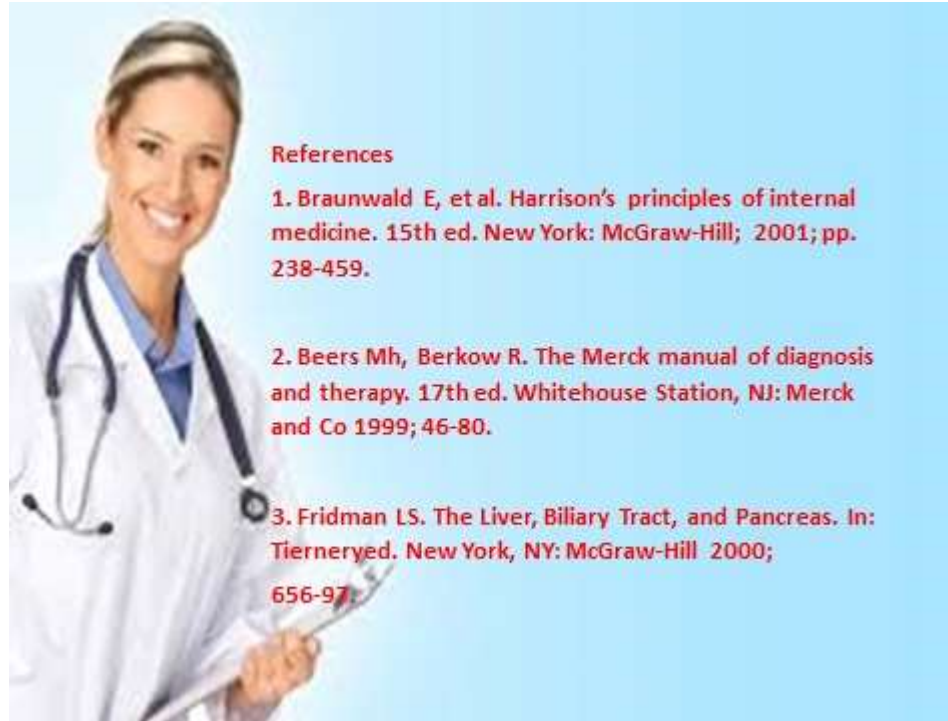 References
1. Braunwald E, et al. Harrison's principles of internal
medicine. 15th ed. New York: McGraw-Hill; 2001; pp.
238-459.
2. Beers Mh, Berkow R. The Merck manual of diagnosis
and therapy. 17th ed. Whitehouse Station, NJ: Merck
and Co 1999; 46-80.
3. Fridman LS. The Liver, Biliary Tract, and Pancreas. In:
Tierneryed. New York, NY: McGraw-Hill 2000;
656-97.